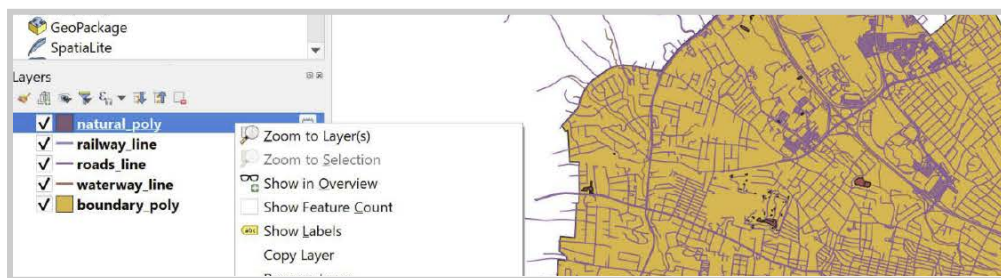 GeoPackage
SpatiaLite
Layers
natural_poly
railway_line
roads_line
waterway_line
boundary_poly
Zoom to Layer(s)
Zoom to Selection
Show in Overview
Show Feature Count
abc Show Labels
Copy Layer